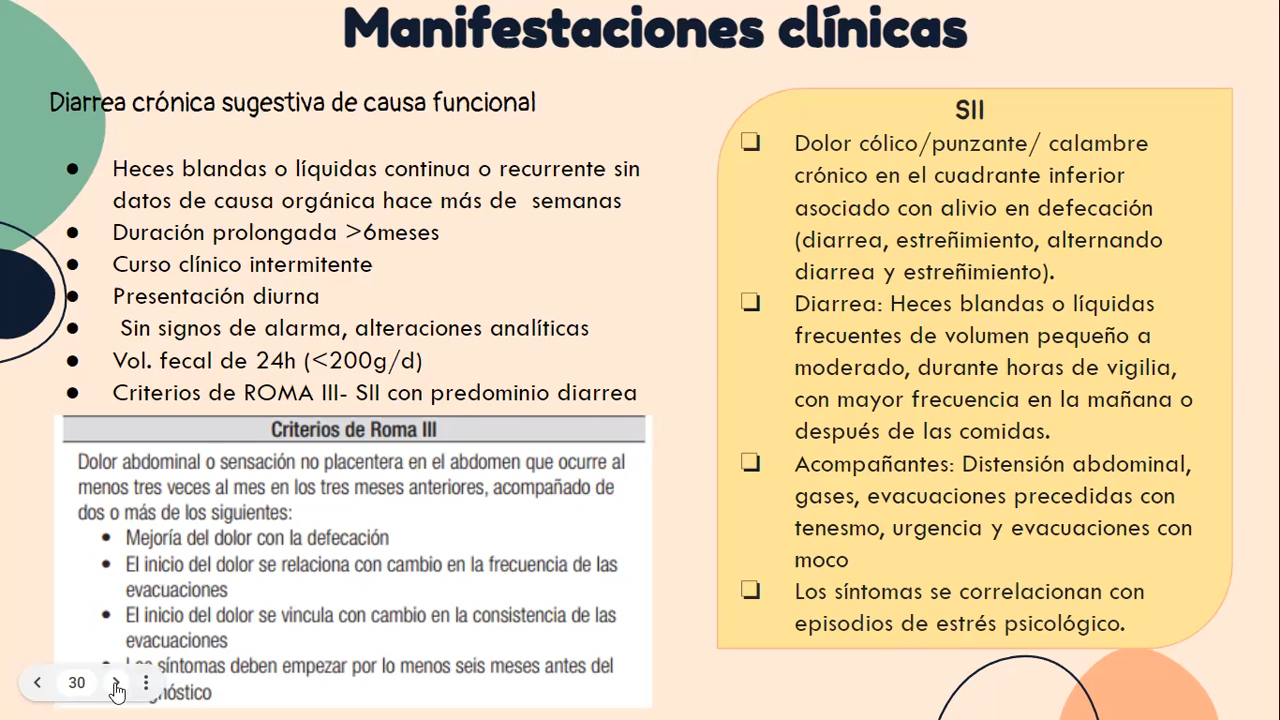 Manifestaciones clínicas
Diarrea crónica sugestiva de causa funcional
Heces blandas o líquidas continua o recurrente sin
datos de causa orgánica hace más de semanas
Duración prolongada >6meses
Curso clínico intermitente
Presentación diurna
Sin signos de alarma, alteraciones analíticas
Vol. fecal de 24h (<200g/d)
Criterios de ROMA III- SII con predominio diarrea
Criterios de Roma III
Dolor abdominal o sensación no placentera en el abdomen que ocurre al
menos tres veces al mes en los tres meses anteriores, acompañado de
dos o más de los siguientes:
Mejoría del dolor con la defecación
El inicio del dolor se relaciona con cambio en la frecuencia de las
evacuaciones
El inicio del dolor se vincula con cambio en la consistencia de las
evacuaciones
síntomas deben empezar por lo menos seis meses antes del
30
SII
Dolor cólico/punzante/ calambre
crónico en el cuadrante inferior
asociado con alivio en defecación
(diarrea, estreñimiento, alternando
diarrea y estreñimiento).
Diarrea: Heces blandas o líquidas
frecuentes de volumen pequeño a
moderado, durante horas de vigilia,
con mayor frecuencia en la mañana o
después de las comidas.
Acompañantes: Distensión abdominal,
gases, evacuaciones precedidas con
tenesmo, urgencia y evacuaciones con
moco
Los síntomas se correlacionan con
episodios de estrés psicológico.